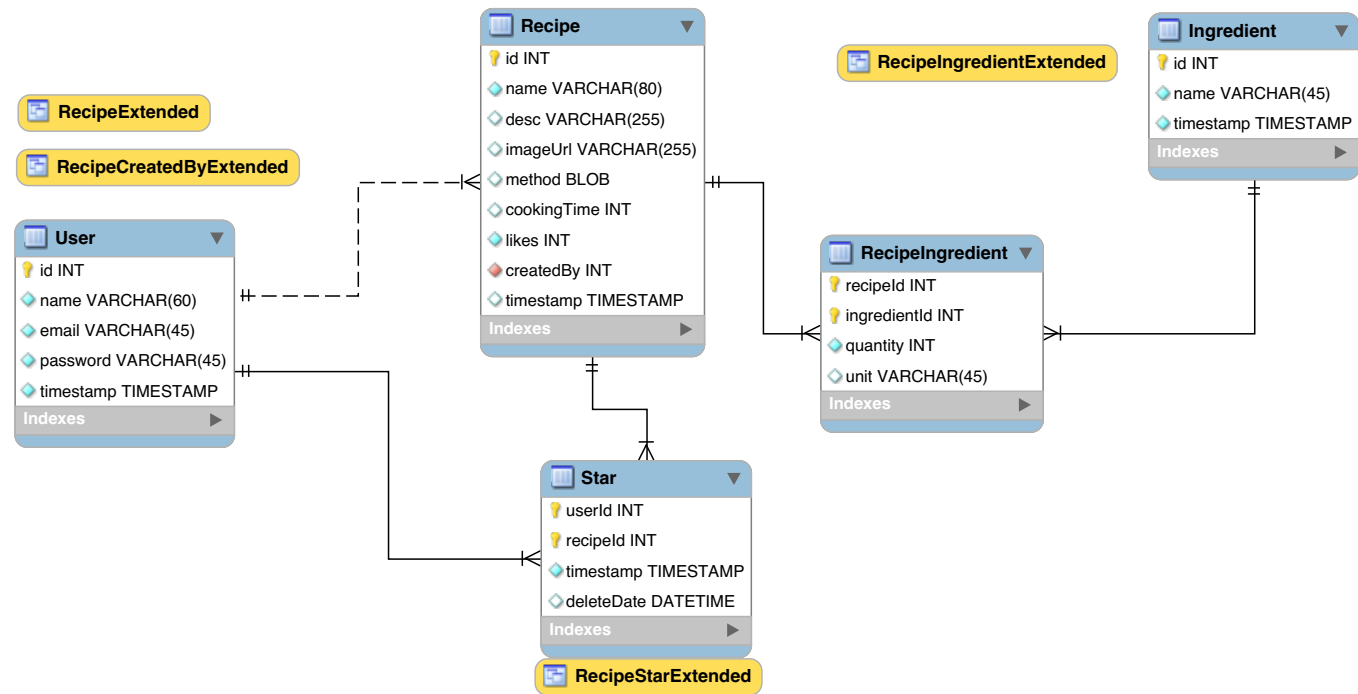 Recipe
id INT
name VARCHAR(80)
desc VARCHAR(255)
imageUrl VARCHAR(255)
method BLOB
cookingTime INT
likes INT
createdBy INT
timestamp TIMESTAMP
Indexes
RecipeIngredientExtended
Ingredient
id INT
name VARCHAR(45)
timestamp TIMESTAMP
Indexes
RecipeExtended
RecipeCreatedByExtended
User
id INT
name VARCHAR(60)
email VARCHAR(45)
password VARCHAR(45)
timestamp TIMESTAMP
Indexes
RecipeIngredient
recipeId INT
ingredientId INT
quantity INT
unit VARCHAR(45)
Indexes
Star
userId INT
recipeId INT
timestamp TIMESTAMP
deleteDate DATETIME
Indexes
RecipeStarExtended